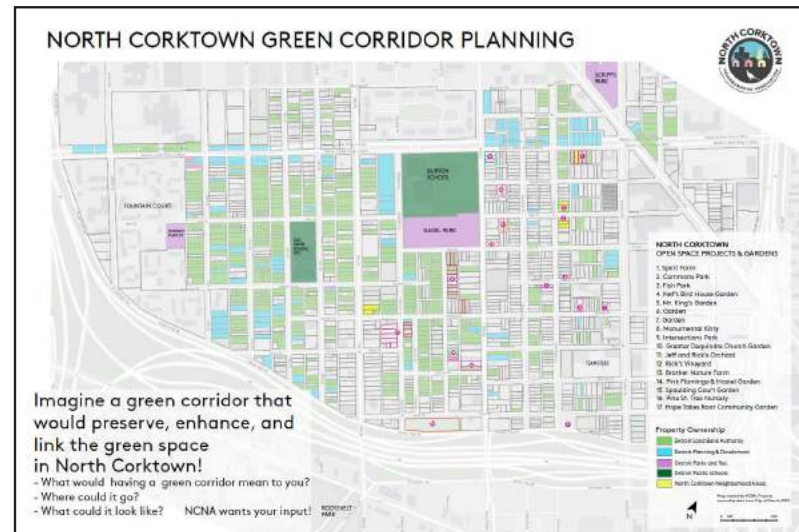 NORTH CORKTOWN GREEN CORRIDOR PLANNING
NORTH CORKTOWN
SCRIPPS
PARK
BURTON
SCHOOL
FOUNTAIN COURT
NAGEL PARK
TEAMSTERS
NORTH CORKTOWN
OPEN SPACE PROJECTS & GARDENS
1. Spirit Farm
2. Commons Park
3. Fish Park
4. Neff's Bird House Garden
5. Mr. King's Garden
6. Garden
7. Garden
8. Monumental Kitty
9. Intersections Park
10. Greater Dequindre Church Garden
11. Jeff and Rick's Orchard
12. Rick's Vineyard
13. Brother Nature Farm
14. Pink Flamingo & Hostel Garden
15. Spaulding Court Garden
16. Pine St. Tree Nursery
17. Hope Takes Root Community Garden
Property Ownership
Detroit Land Bank Authority
Detroit Planning & Development
Detroit Parks and Rec
Detroit Public Schools
North Corktown Neighborhood Assoc.
Imagine a green corridor that
would preserve, enhance, and
link the green space
in North Corktown!
- What would having a green corridor mean to you?
- Where could it go?
- What could it look like? NCNA wants your input!
ROOSEVELT
PARK
N